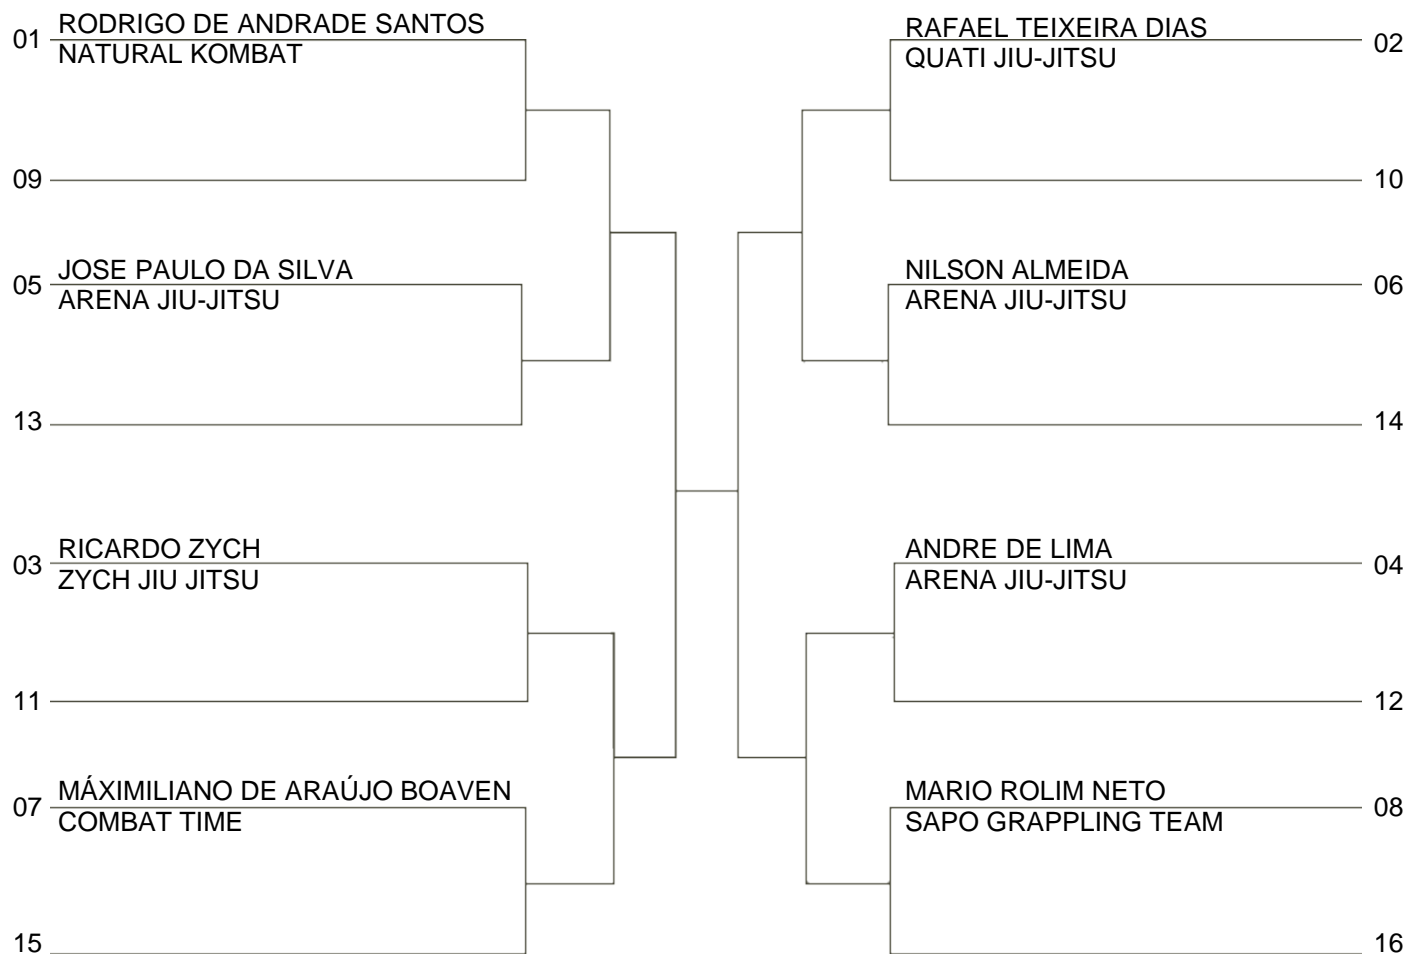 01
RODRIGO DE ANDRADE SANTOS
NATURAL KOMBAT
09
05
JOSE PAULO DA SILVA
ARENA JIU-JITSU
13
03
RICARDO ZYCH
ZYCH JIU JITSU
11
07
MÁXIMILIANO DE ARAÚJO BOAVEN
COMBAT TIME
15
RAFAEL TEIXEIRA DIAS
QUATI JIU-JITSU
02
10
NILSON ALMEIDA
ARENA JIU-JITSU
06
14
ANDRE DE LIMA
ARENA JIU-JITSU
04
12
MARIO ROLIM NETO
SAPO GRAPPLING TEAM
08
16